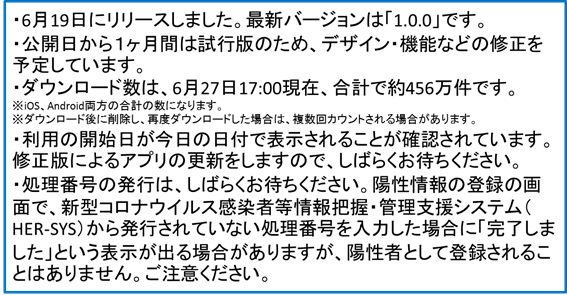 ・6月19日にリリースしました。最新バージョンは「1.0.0」です。
・公開日から1ヶ月間は試行版のため、デザイン・機能などの修正を
予定しています。
・ダウンロード数は、6月27日17:00現在、合計で約456万件です。
※iOS、Android両方の合計の数になります。
※ダウンロード後に削除し、再度ダウンロードした場合は、複数回カウントされる場合があります。
・利用の開始日が今日の日付で表示されることが確認されています。
修正版によるアプリの更新をしますので、しばらくお待ちください。
・処理番号の発行は、しばらくお待ちください。陽性情報の登録の画
面で、新型コロナウイルス感染者等情報把握・管理支援システム(
HER-SYS)から発行されていない処理番号を入力した場合に「完了しま
した」という表示が出る場合がありますが、陽性者として登録されるこ
とはありません。ご注意ください。